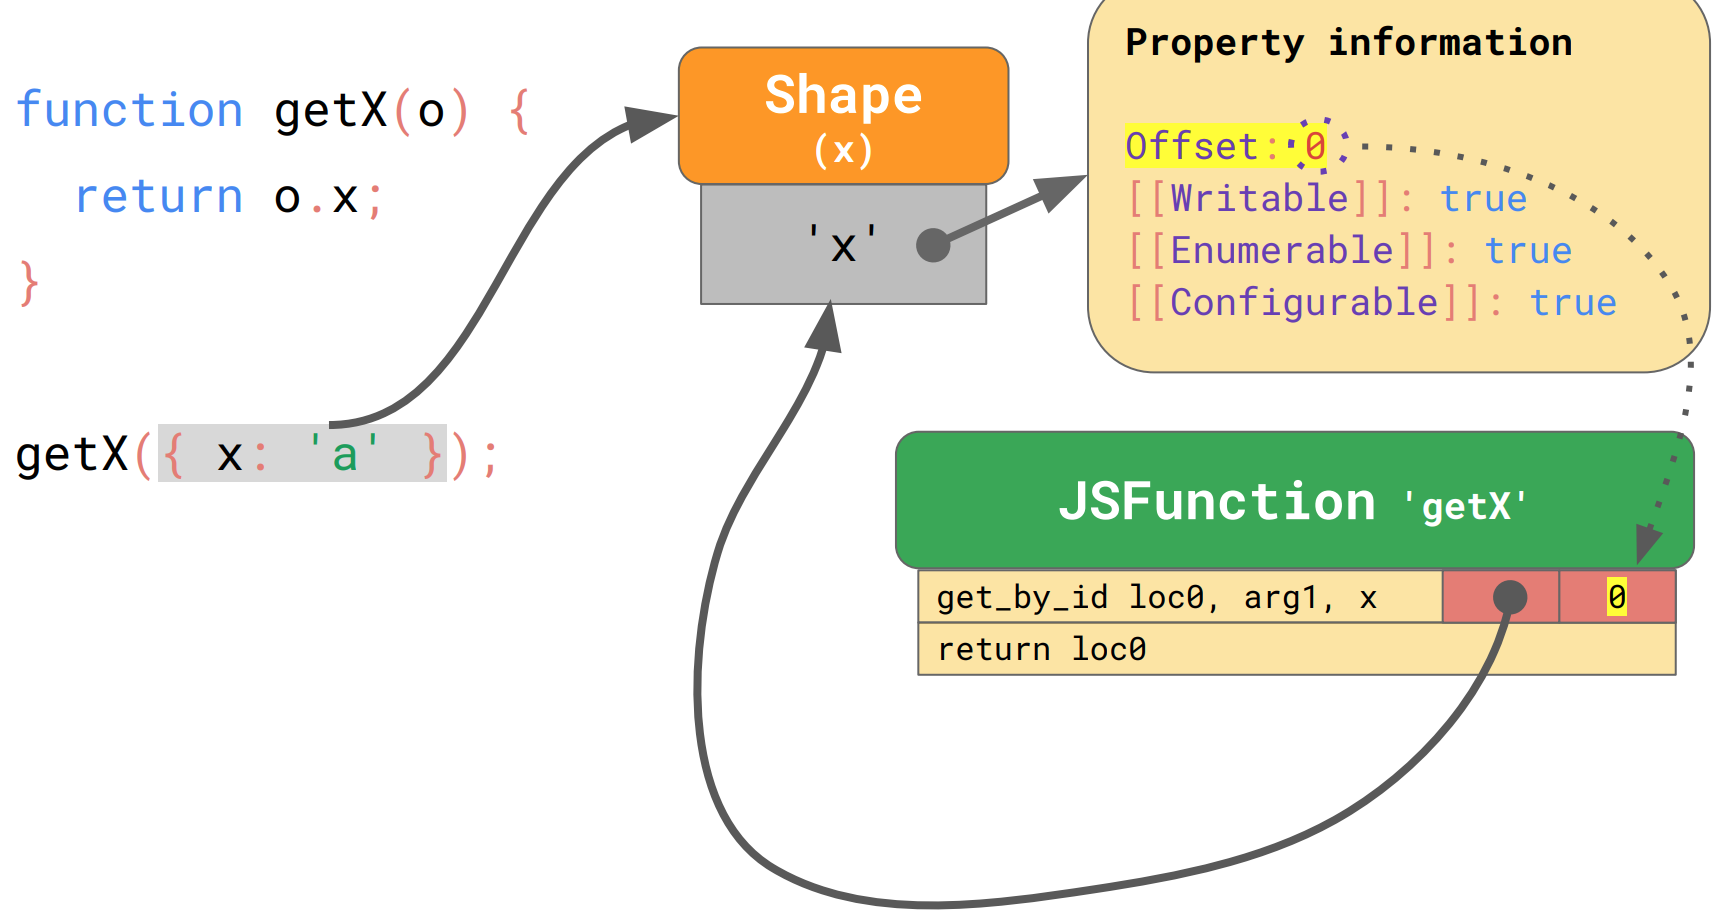 function getX(o) {
return o.x;
}
getX({ x: 'a' });
Shape
(x)
'x'
Property information
Offset: 0
[[Writable]]: true
[[Enumerable]]: true
[[Configurable]]: true
JSFunction 'getX'
get_by_id loc0, arg1, x 0
return loc0